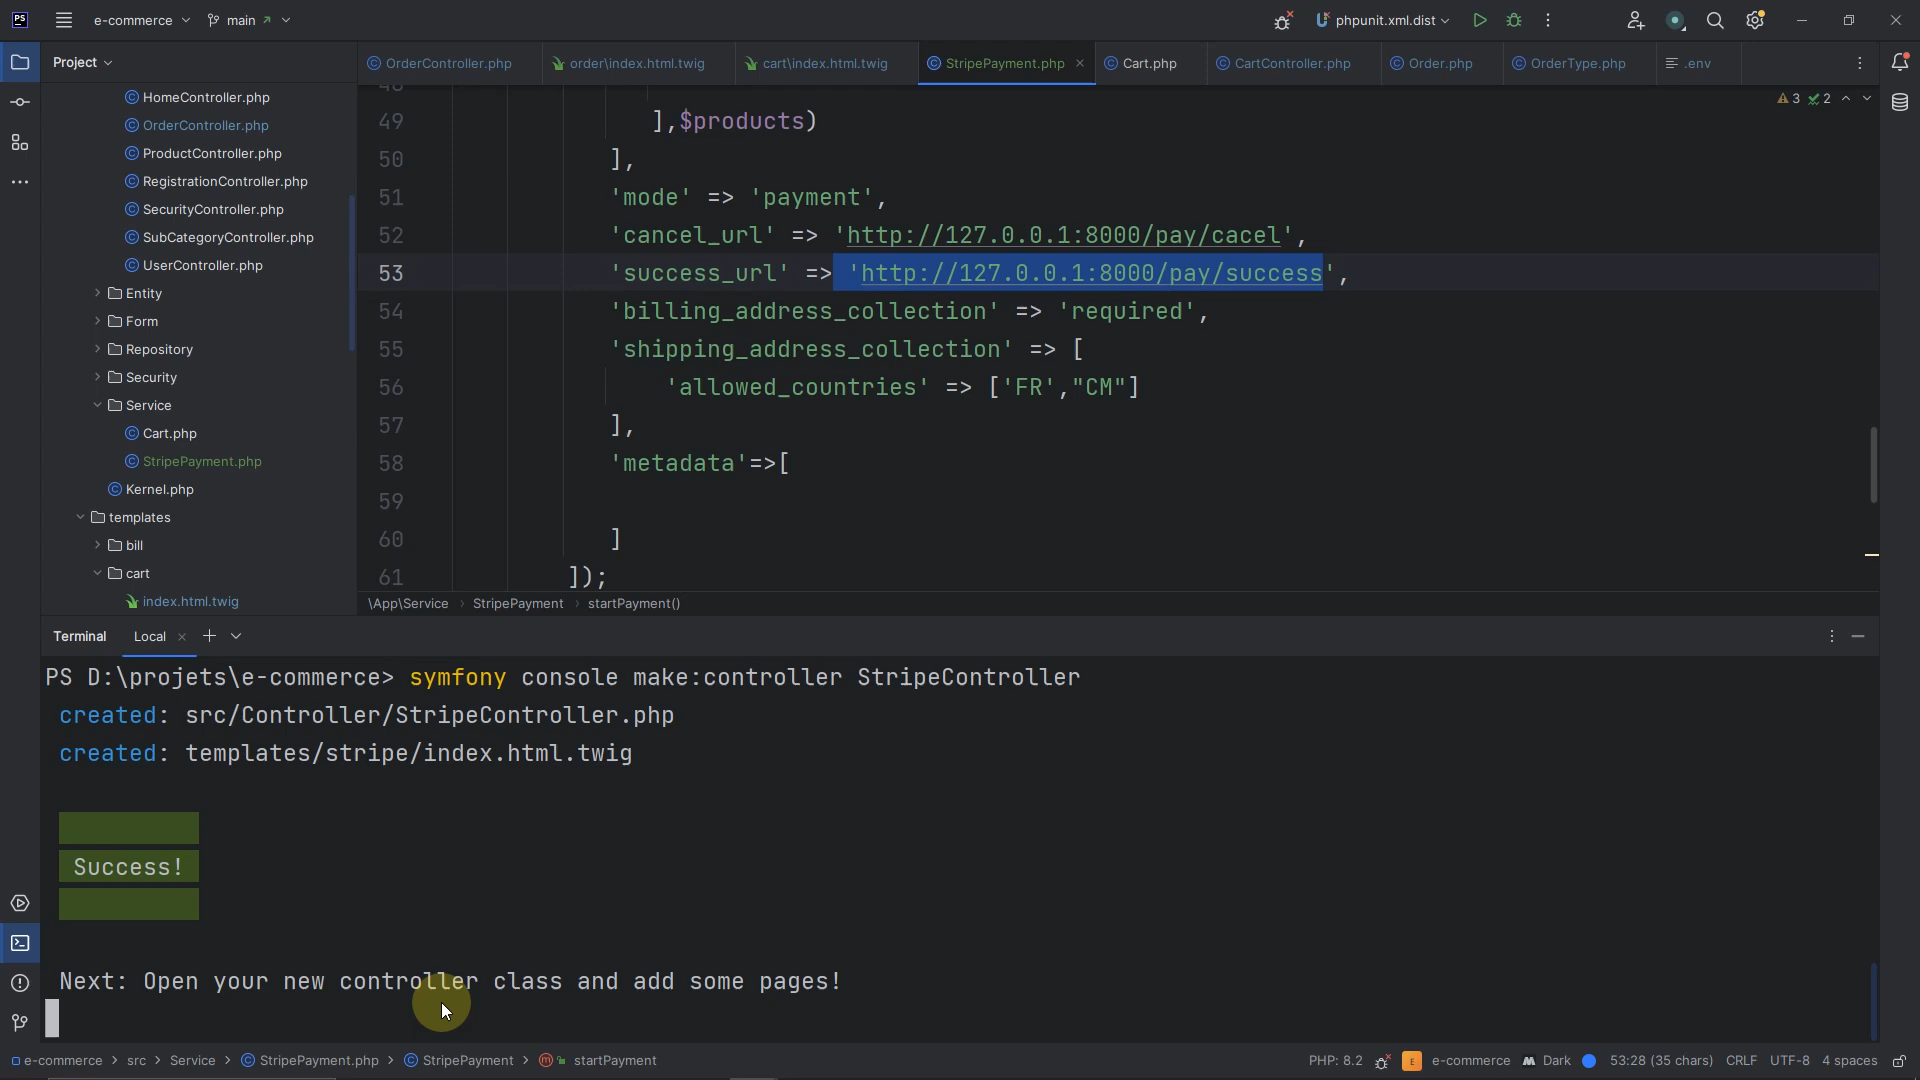 PS
e-commerce
main
phpunit.xml.dist
Project
OrderController.php
order\index.html.twig
cart\index.html.twig
StripePayment.php
Cart.php
CartController.php
Order.php
OrderType.php
.env
3
2
HomeController.php
OrderController.php
ProductController.php
RegistrationController.php
SecurityController.php
SubCategoryController.php
UserController.php
Entity
Form
Repository
Security
Service
Cart.php
StripePayment.php
Kernel.php
templates
bill
cart
index.html.twig
49 ],$products)
50 ],
51 'mode' => 'payment',
52 'cancel_url' => 'http://127.0.0.1:8000/pay/cacel',
53 'success_url' => 'http://127.0.0.1:8000/pay/success',
54 'billing_address_collection' => 'required',
55 'shipping_address_collection' => [
56 'allowed_countries' => ['FR',"CM"]
57 ],
58 'metadata'=>[
59
60 ]
61 ]);
\App\Service › StripePayment › startPayment()
Terminal
Local
PS D:\projets\e-commerce> symfony console make:controller StripeController
created: src/Controller/StripeController.php
created: templates/stripe/index.html.twig
Success!
Next: Open your new controller class and add some pages!
e-commerce › src › Service › StripePayment.php › StripePayment › startPayment
PHP: 8.2
E
e-commerce
Dark
53:28 (35 chars)
CRLF
UTF-8
4 spaces